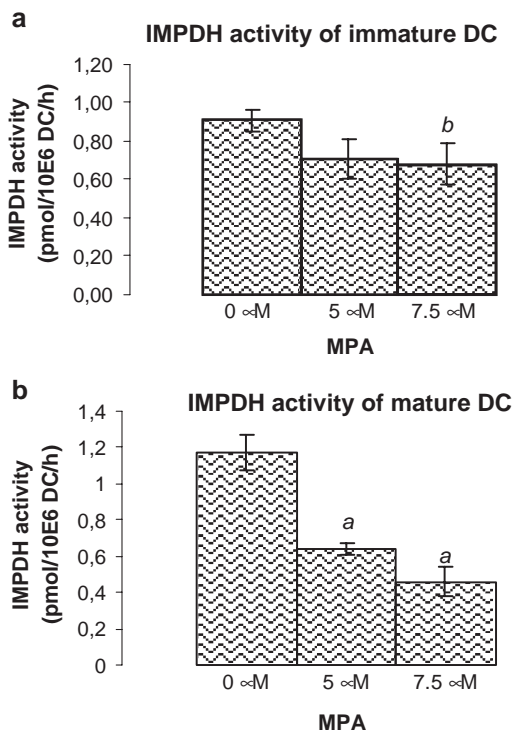 a
IMPDH activity of immature DC
IMPDH activity
(pmol/10E6 DC/h)
1,20
1,00
0,80
0,60
0,40
0,20
0,00
b
0 ∝M
5 ∝M
7.5 ∝M
MPA
b
IMPDH activity of mature DC
IMPDH activity
(pmol/10E6 DC/h)
1,4
1,2
1
0,8
0,6
0,4
0,2
0
a
a
0 ∝M
5 ∝M
7.5 ∝M
MPA